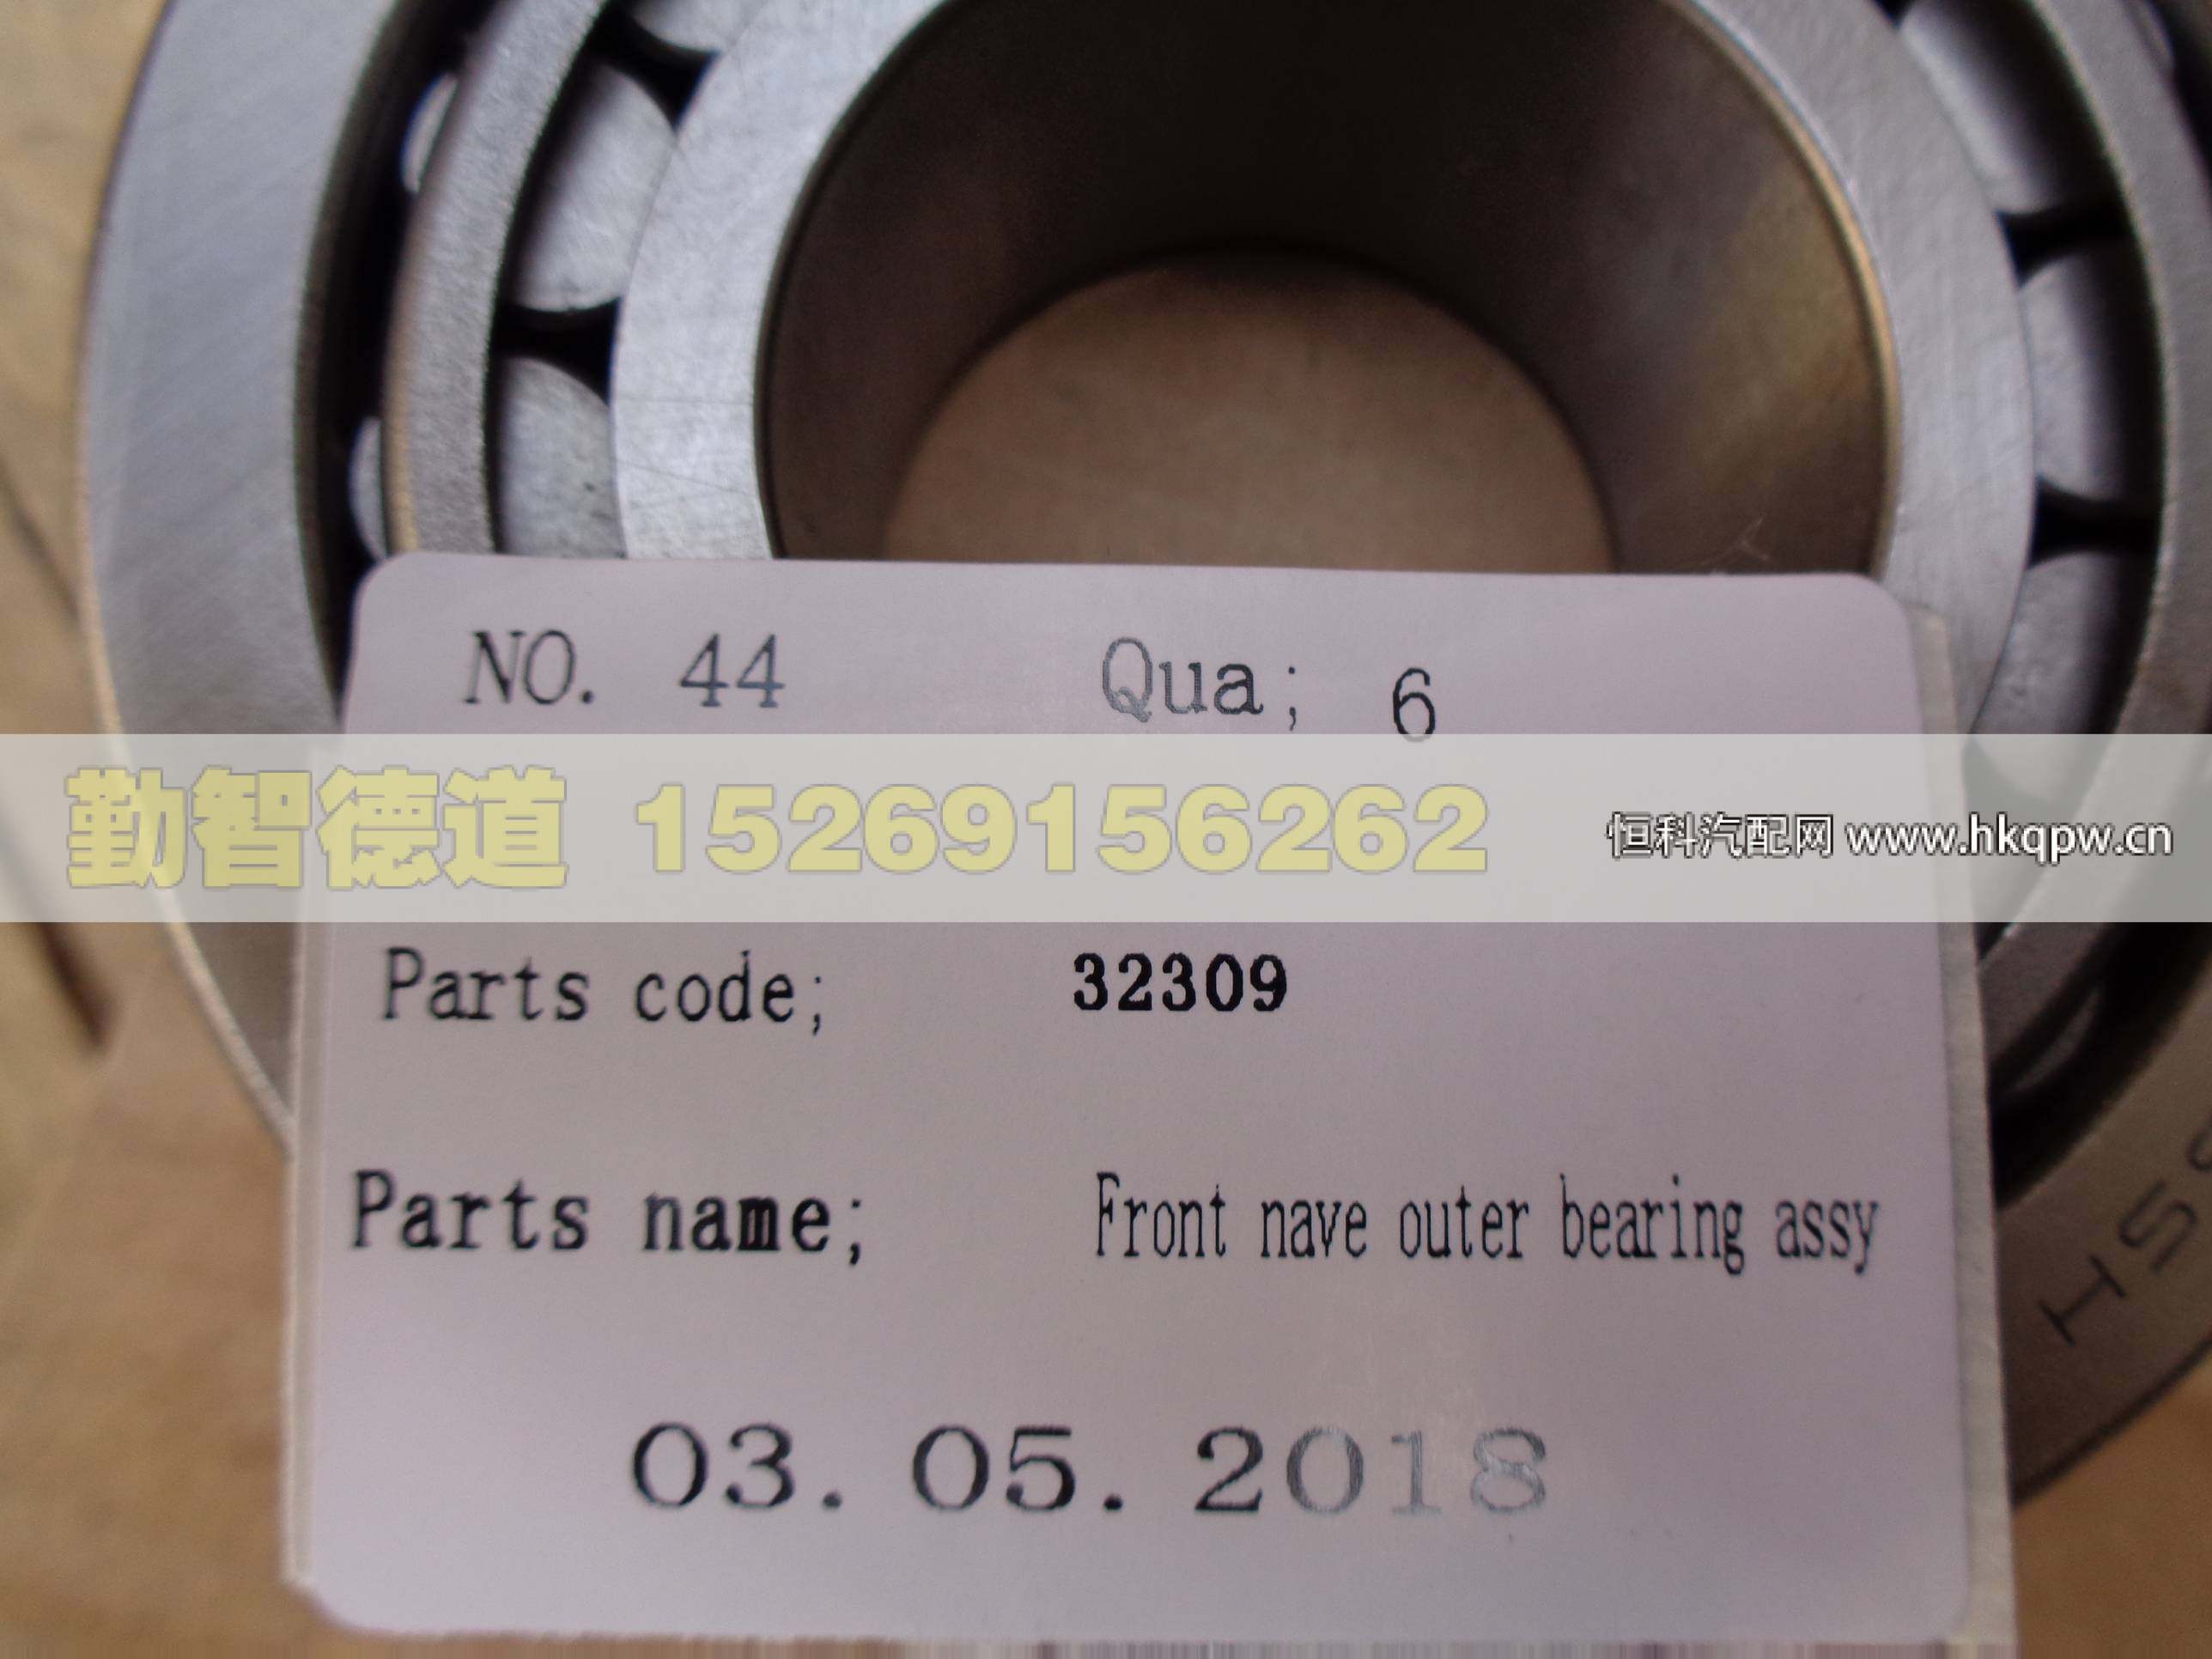 NO. 44 Qua; 6
勤智德道 15269156262
恒科汽配网 www.hkqpw.cn
Parts code; 32309
Parts name; Front nave outer bearing assy
03. 05. 2018
HS